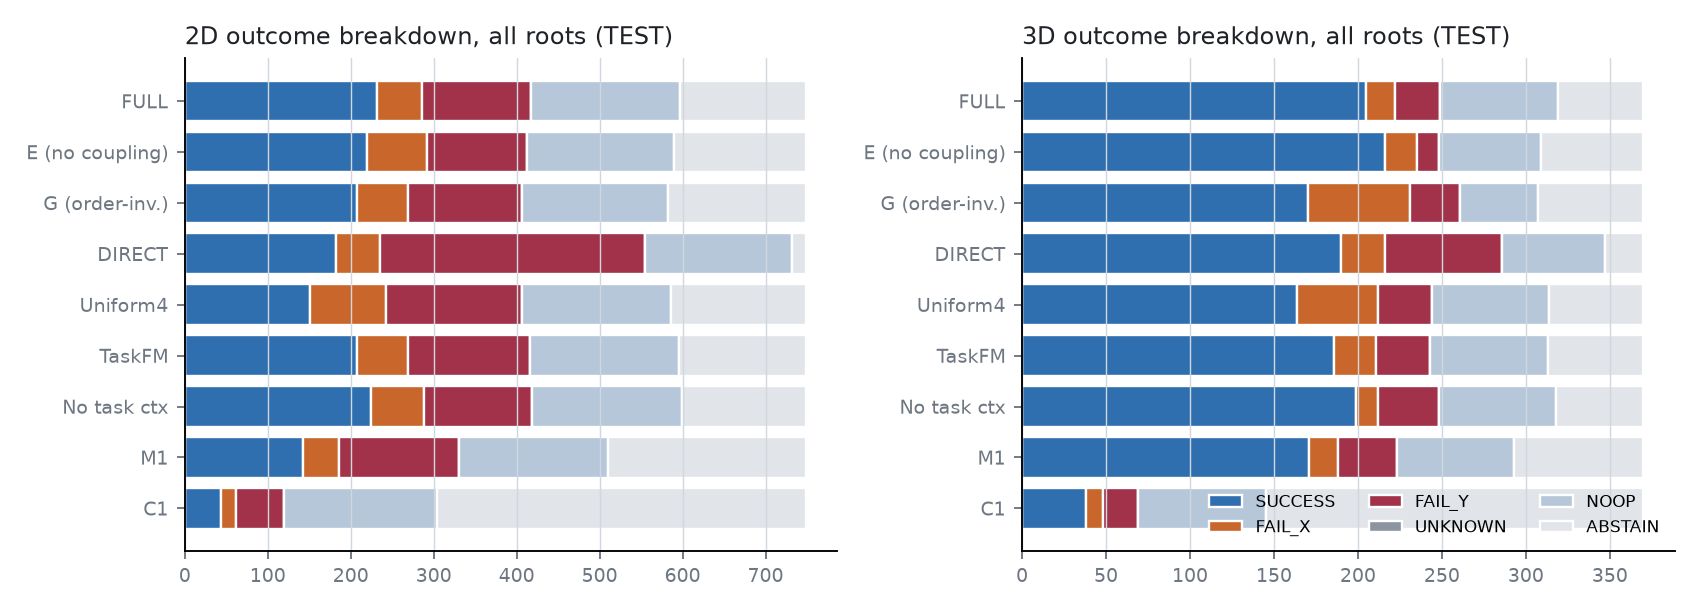 2D outcome breakdown, all roots (TEST)
FULL
E (no coupling)
G (order-inv.)
DIRECT
Uniform4
TaskFM
No task ctx
M1
C1
0 100 200 300 400 500 600 700
3D outcome breakdown, all roots (TEST)
FULL
E (no coupling)
G (order-inv.)
DIRECT
Uniform4
TaskFM
No task ctx
M1
C1
SUCCESS FAIL_Y NOOP
FAIL_X UNKNOWN ABSTAIN
0 50 100 150 200 250 300 350